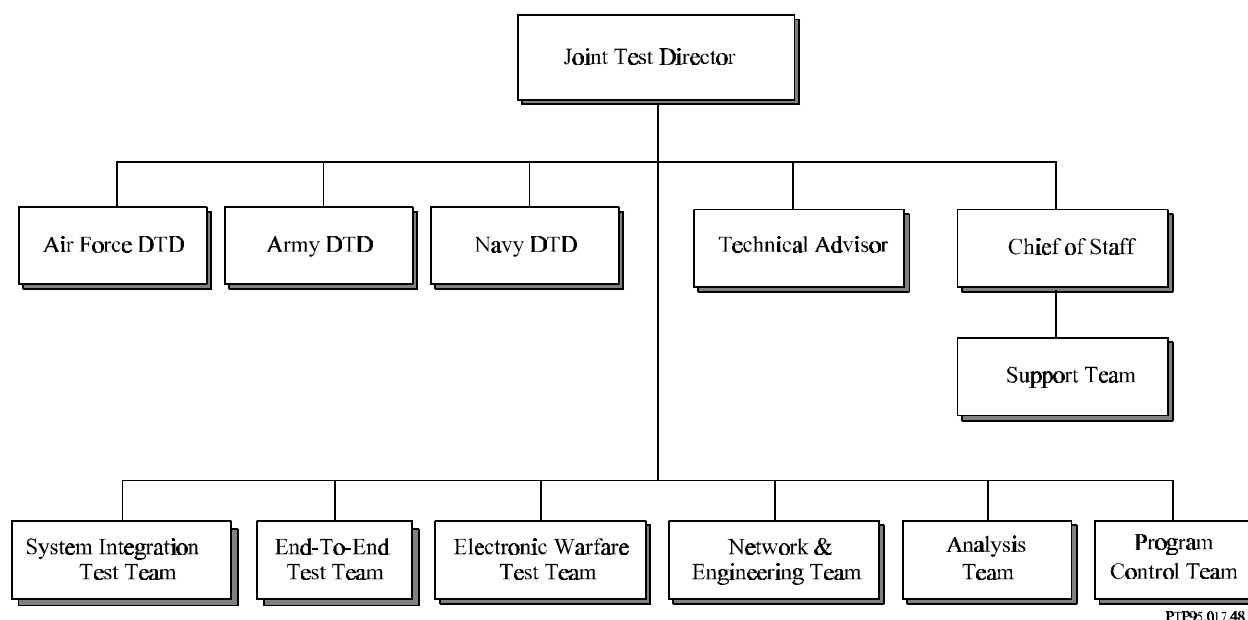 Joint Test Director
Air Force DTD
Army DTD
Navy DTD
Technical Advisor
Chief of Staff
Support Team
System Integration
Test Team
End-To-End
Test Team
Electronic Warfare
Test Team
Network &
Engineering Team
Analysis
Team
Program
Control Team
PTP95.017.48